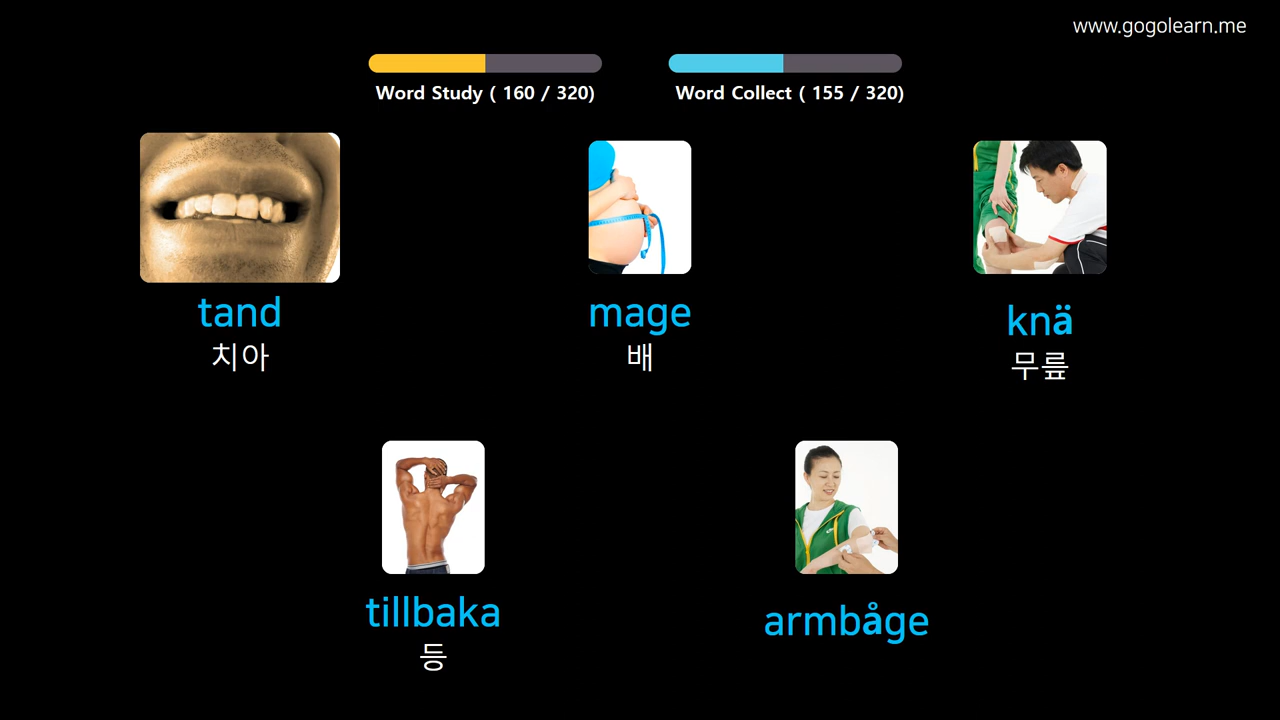 www.gogolearn.me
Word Study ( 160 / 320)
Word Collect ( 155 / 320)
tand
치아
mage
배
knä
무릎
tillbaka
등
armbåge